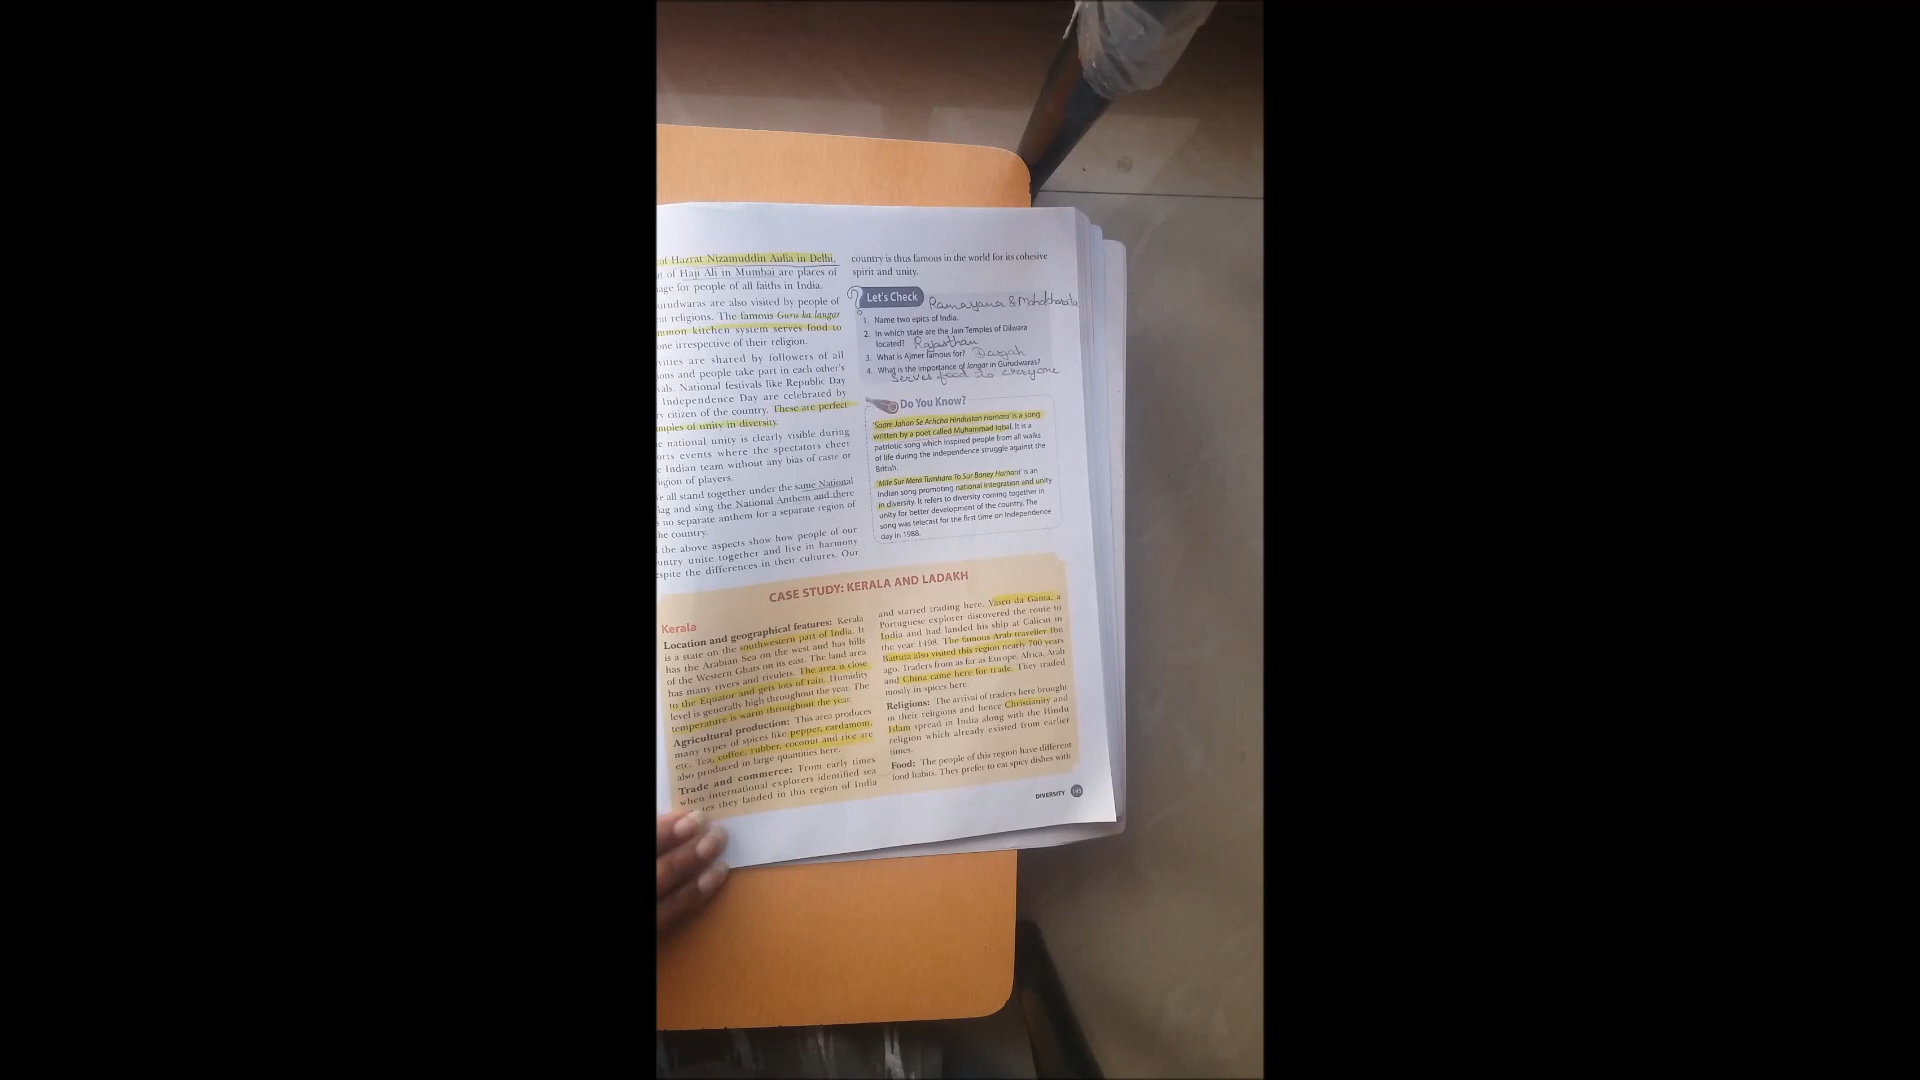 of Hazrat Nizamuddin Aulia in Delhi,
of Haji Ali in Mumbai are places of
for people of all faiths in India.
are also visited by people of
religions. The famous Guru ka langar
kitchen system serves food to
irrespective of their religion.
are shared by followers of all
and people take part in each other's
National festivals like Republic Day
Independence Day are celebrated by
citizen of the country. These are perfect
of unity in diversity.
national unity is clearly visible during
events where the spectators cheer
Indian team without any bias of caste or
of players.
all stand together under the same National
and sing the National Anthem and there
no separate anthem for a separate region of
country.
the above aspects show how people of our
unite together and live in harmony
the differences in their cultures. Our
country is thus famous in the world for its cohesive
spirit and unity.
? Let's Check Ramayana & Mahabharata
1. Name two epics of India.
2. In which state are the Jain Temples of Dilwara
located? Rajasthan
3. What is Ajmer famous for? Dargah
4. What is the importance of langar in Gurudwaras?
Serves food to everyone
Do You Know?
'Saare Jahan Se Achcha Hindustan Hamara' is a song
written by a poet called Muhammad Iqbal. It is a
patriotic song which inspired people from all walks
of life during the independence struggle against the
British.
'Mile Sur Mera Tumhara To Sur Baney Hamara' is an
Indian song promoting national integration and unity
in diversity. It refers to diversity coming together in
unity for better development of the country. The
song was telecast for the first time on Independence
day in 1988.
CASE STUDY: KERALA AND LADAKH
Kerala
Location and geographical features: Kerala
is a state on the southwestern part of India. It
has the Arabian Sea on the west and has hills
of the Western Ghats on its east. The land area
has many rivers and rivulets. The area is close
to the Equator and gets lots of rain. Humidity
level is generally high throughout the year. The
temperature is warm throughout the year.
Agricultural production: This area produces
many types of spices like pepper, cardamom,
etc. Tea, coffee, rubber, coconut and rice are
also produced in large quantities here.
Trade and commerce: From early times
when international explorers identified sea
they landed in this region of India
and started trading here. Vasco da Gama, a
Portuguese explorer discovered the route to
India and had landed his ship at Calicut in
the year 1498. The famous Arab traveller Ibn
Battuta also visited this region nearly 700 years
ago. Traders from as far as Europe, Africa, Arab
and China came here for trade. They traded
mostly in spices here.
Religions: The arrival of traders here brought
in their religions and hence Christianity and
Islam spread in India along with the Hindu
religion which already existed from earlier
times.
Food: The people of this region have different
food habits. They prefer to eat spicy dishes with
DIVERSITY